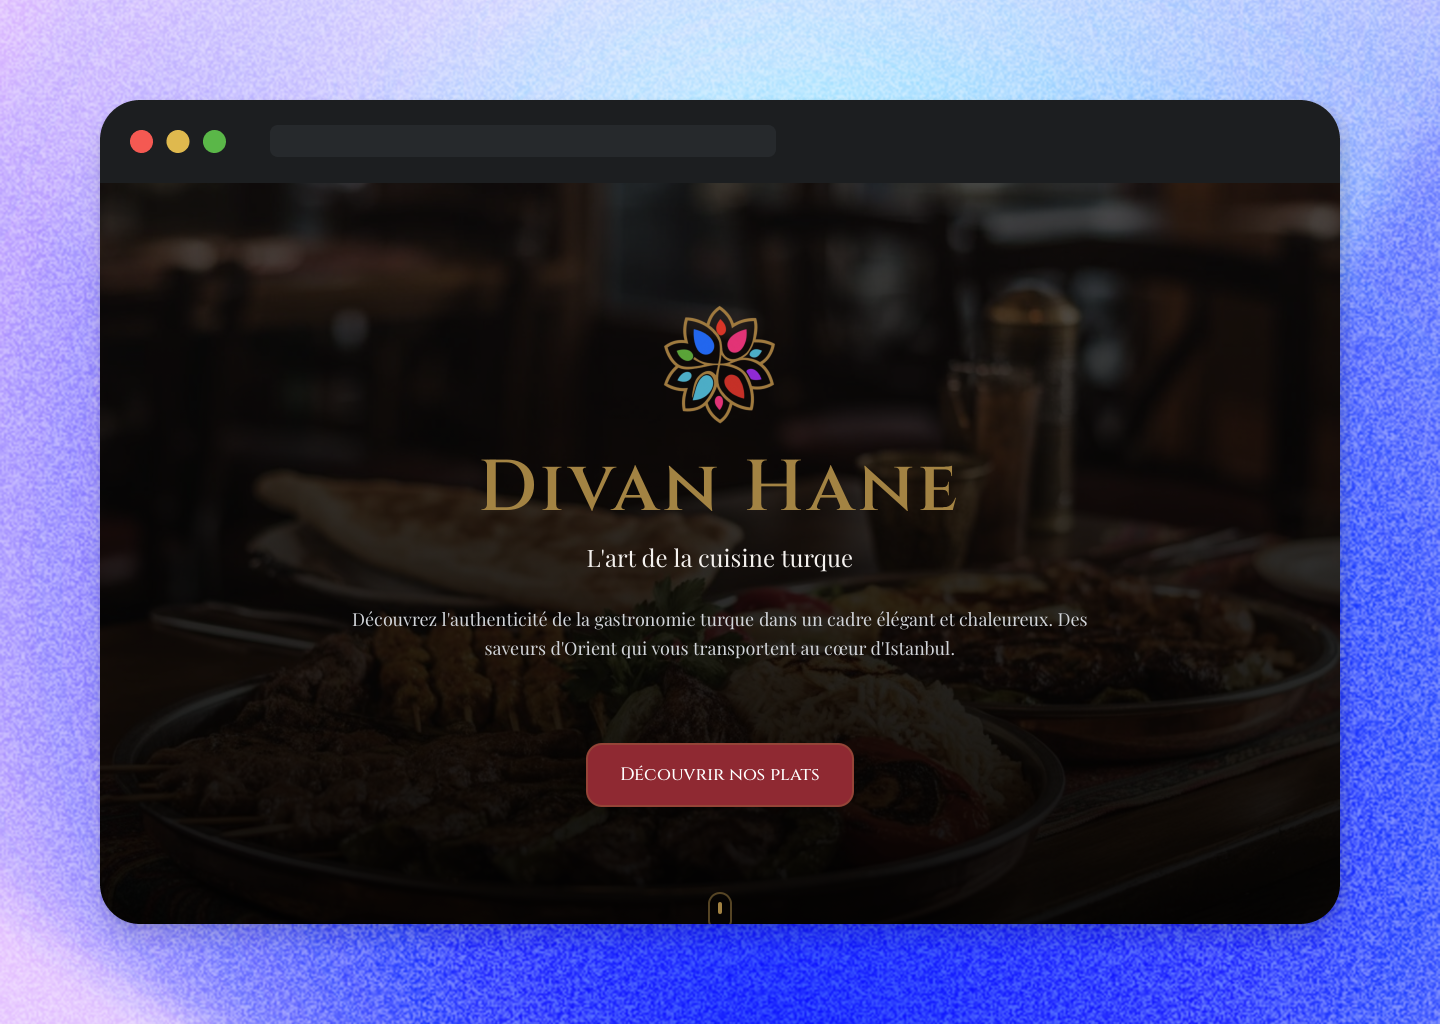 Divan Hane
L'art de la cuisine turque
Découvrez l'authenticité de la gastronomie turque dans un cadre élégant et chaleureux. Des
saveurs d'Orient qui vous transportent au cœur d'Istanbul.
Découvrir nos plats